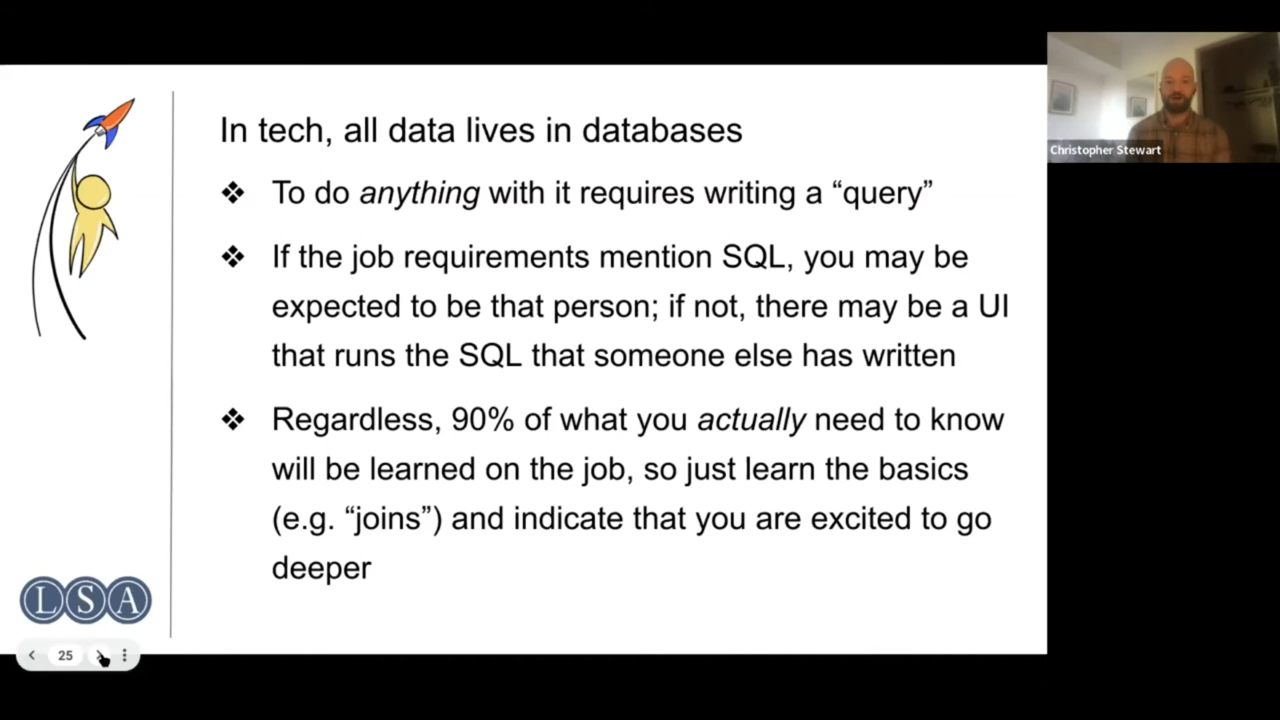 In tech, all data lives in databases
❖ To do anything with it requires writing a “query”
❖ If the job requirements mention SQL, you may be
expected to be that person; if not, there may be a UI
that runs the SQL that someone else has written
❖ Regardless, 90% of what you actually need to know
will be learned on the job, so just learn the basics
(e.g. “joins”) and indicate that you are excited to go
deeper
LSA
25
Christopher Stewart